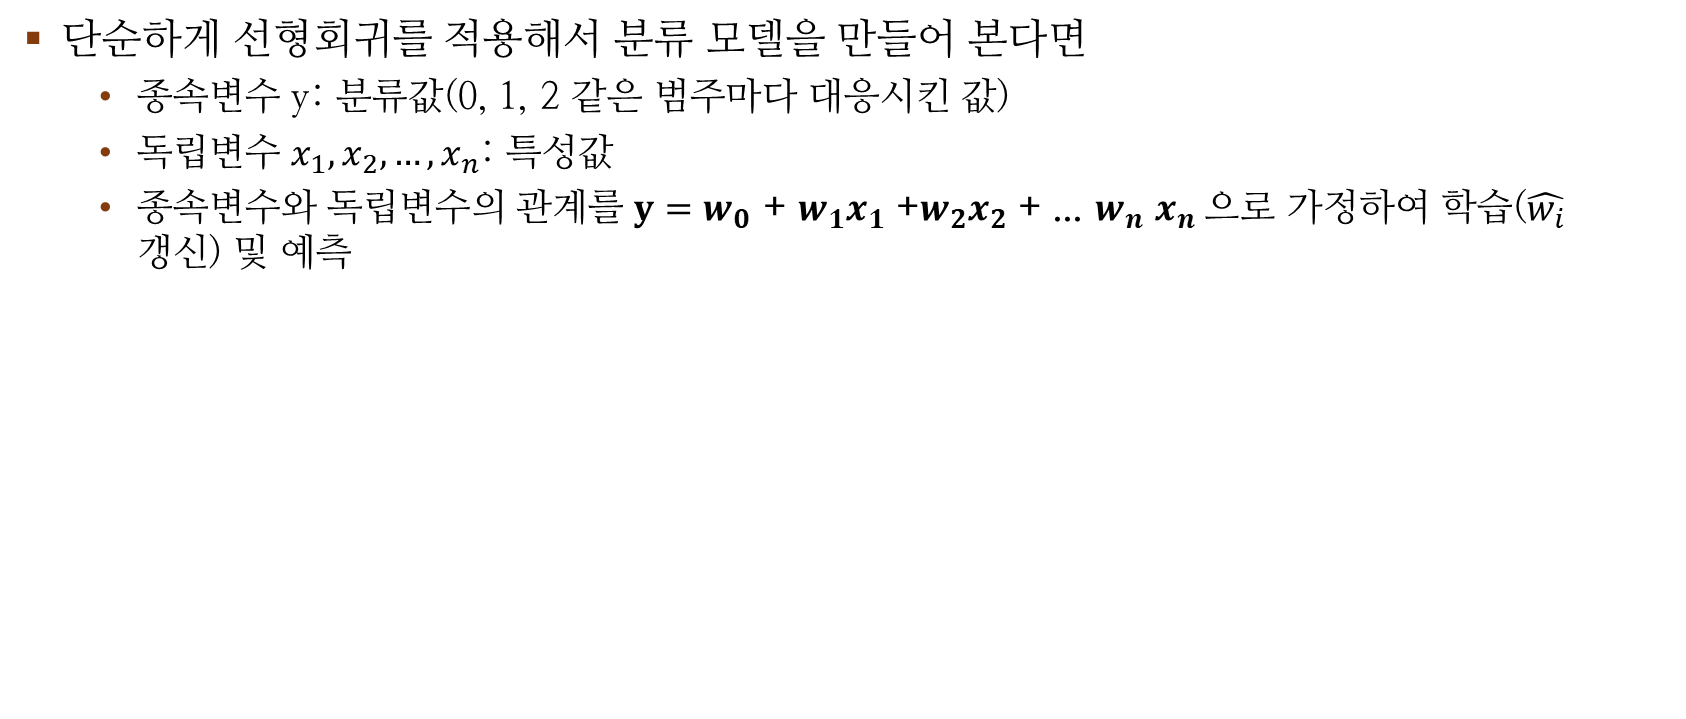 ▪ 단순하게 선형회귀를 적용해서 분류 모델을 만들어 본다면
• 종속변수 y: 분류값(0, 1, 2 같은 범주마다 대응시킨 값)
• 독립변수 x₁, x₂, … , xₙ: 특성값
• 종속변수와 독립변수의 관계를 y = w₀ + w₁x₁ +w₂x₂ + … wₙ xₙ 으로 가정하여 학습(ŵᵢ
갱신) 및 예측